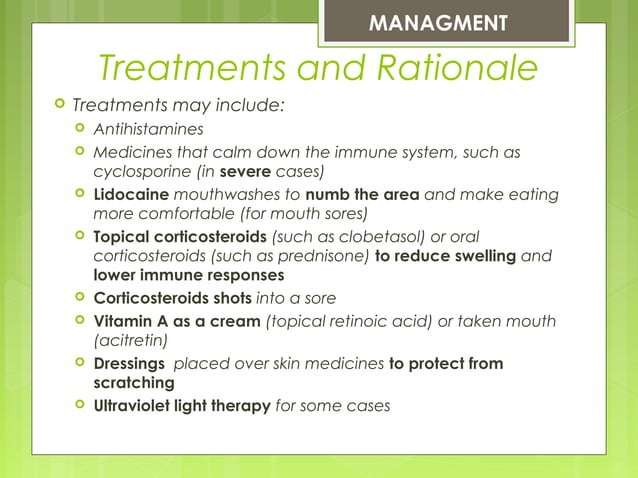 MANAGMENT
Treatments and Rationale
Treatments may include:
Antihistamines
Medicines that calm down the immune system, such as
cyclosporine (in severe cases)
Lidocaine mouthwashes to numb the area and make eating
more comfortable (for mouth sores)
Topical corticosteroids (such as clobetasol) or oral
corticosteroids (such as prednisone) to reduce swelling and
lower immune responses
Corticosteroids shots into a sore
Vitamin A as a cream (topical retinoic acid) or taken mouth
(acitretin)
Dressings placed over skin medicines to protect from
scratching
Ultraviolet light therapy for some cases